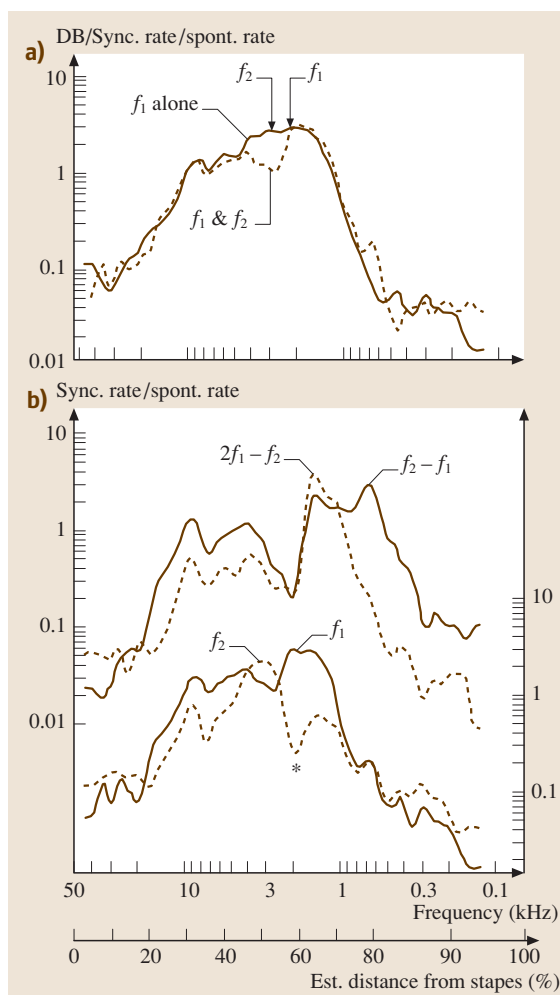 DB/Sync. rate/spont. rate
a)
10
f₂
f₁
f₁ alone
1
f₁ & f₂
0.1
0.01
Sync. rate/spont. rate
b)
10
2f₁ – f₂
f₂ – f₁
1
0.1
10
f₂
f₁
0.01
1
*
0.1
50
10
3
1
0.3
0.1
Frequency (kHz)
0
20
40
60
80
100
Est. distance from stapes (%)